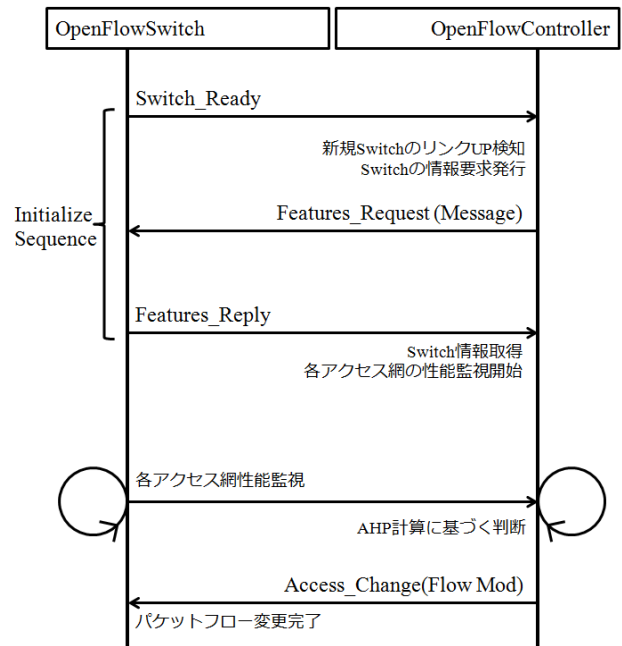 OpenFlowSwitch
OpenFlowController
Switch_Ready
新規SwitchのリンクUP検知
Switchの情報要求発行
Features_Request (Message)
Initialize
Sequence
Features_Reply
Switch情報取得
各アクセス網の性能監視開始
各アクセス網性能監視
AHP計算に基づく判断
Access_Change(Flow Mod)
パケットフロー変更完了